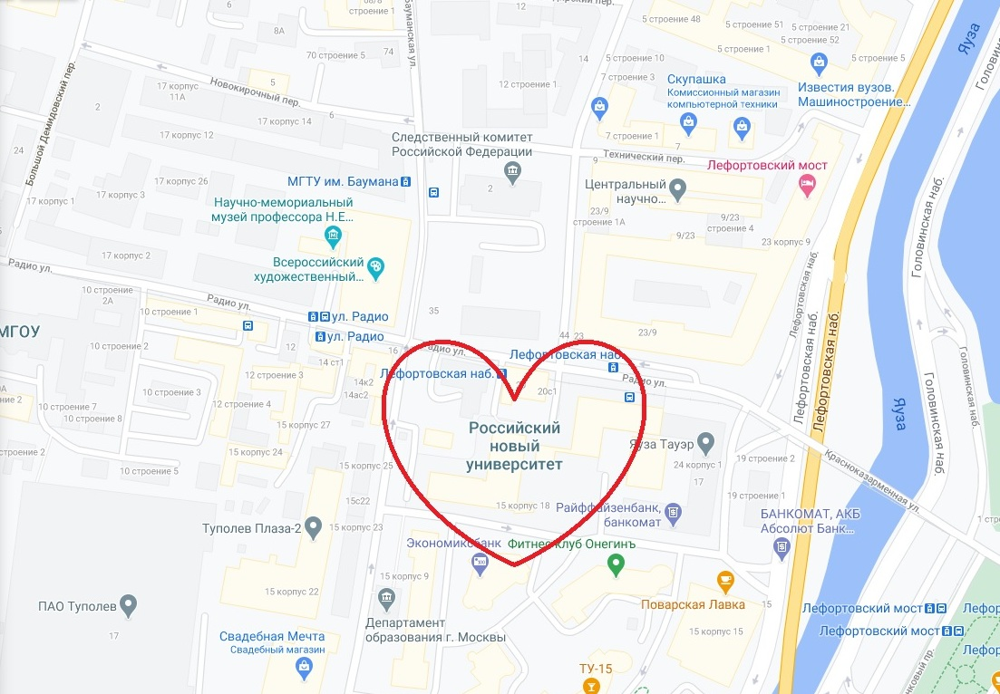 8А
строение 1
Бауманская ул.
строение 48
5 строение 51
5 строение 21
5 строение 52
Яуза
74
70 строение 5
14
5 строение 10
5 строение 5
Большой Демидовский пер.
17 корпус
11А
5
Новокирочный пер.
6
12 строение 1
7 строение 3
Скупашка
Комиссионный магазин
компьютерной техники
Известия вузов.
Машиностроение...
2
17 корпус 14
17 корпус 12
Следственный комитет
Российской Федерации
7 строение 1
Технический пер.
24
17 корпус 26
МГТУ им. Баумана
2
9
Центральный
научно...
Лефортовский мост
17 корпус 1
17 корпус 3
Научно-мемориальный
музей профессора Н.Е...
23/9
строение 1А
9/23
строение 4
9/23
23 корпус 9
Головинская наб.
17 корпус 2
Всероссийский
художественный...
Радио ул.
10 строение
2А
Радио ул.
10 строение 1
35
ул. Радио
ул. Радио
МГОУ
10 строение 2
12
16
Радио ул.
44
23
23/9
Лефортовская наб.
Лефортовская наб.
Лефортовская наб.
Лефортовская наб.
Лефортовская наб.
Головинская наб.
Головинская наб.
14 ст1
12 строение 3
14к2
14ас2
20с1
Радио ул.
10 строение 3
12 строение 4
10 строение 7
10 строение 8
15 корпус 27
Российский
новый
университет
Яуза Тауэр
Яуза
строение 2
15 корпус 24
10 строение 5
15 корпус 25
24 корпус 1
17
19 строение 2
Красноказарменная ул.
15с22
15 корпус 18
Райффайзенбанк,
банкомат
19 строение 1
БАНКОМАТ, АКБ
Абсолют Банк...
Туполев Плаза-2
15 корпус 23
Экономиксбанк
Фитнес клуб Онегинъ
15 корпус 9
15 корпус 22
ПАО Туполев
17
Департамент
образования г. Москвы
Поварская Лавка
15
15 корпус 15
Лефортовский мост
Лефортовский мост
Свадебная Мечта
Свадебный магазин
ТУ-15